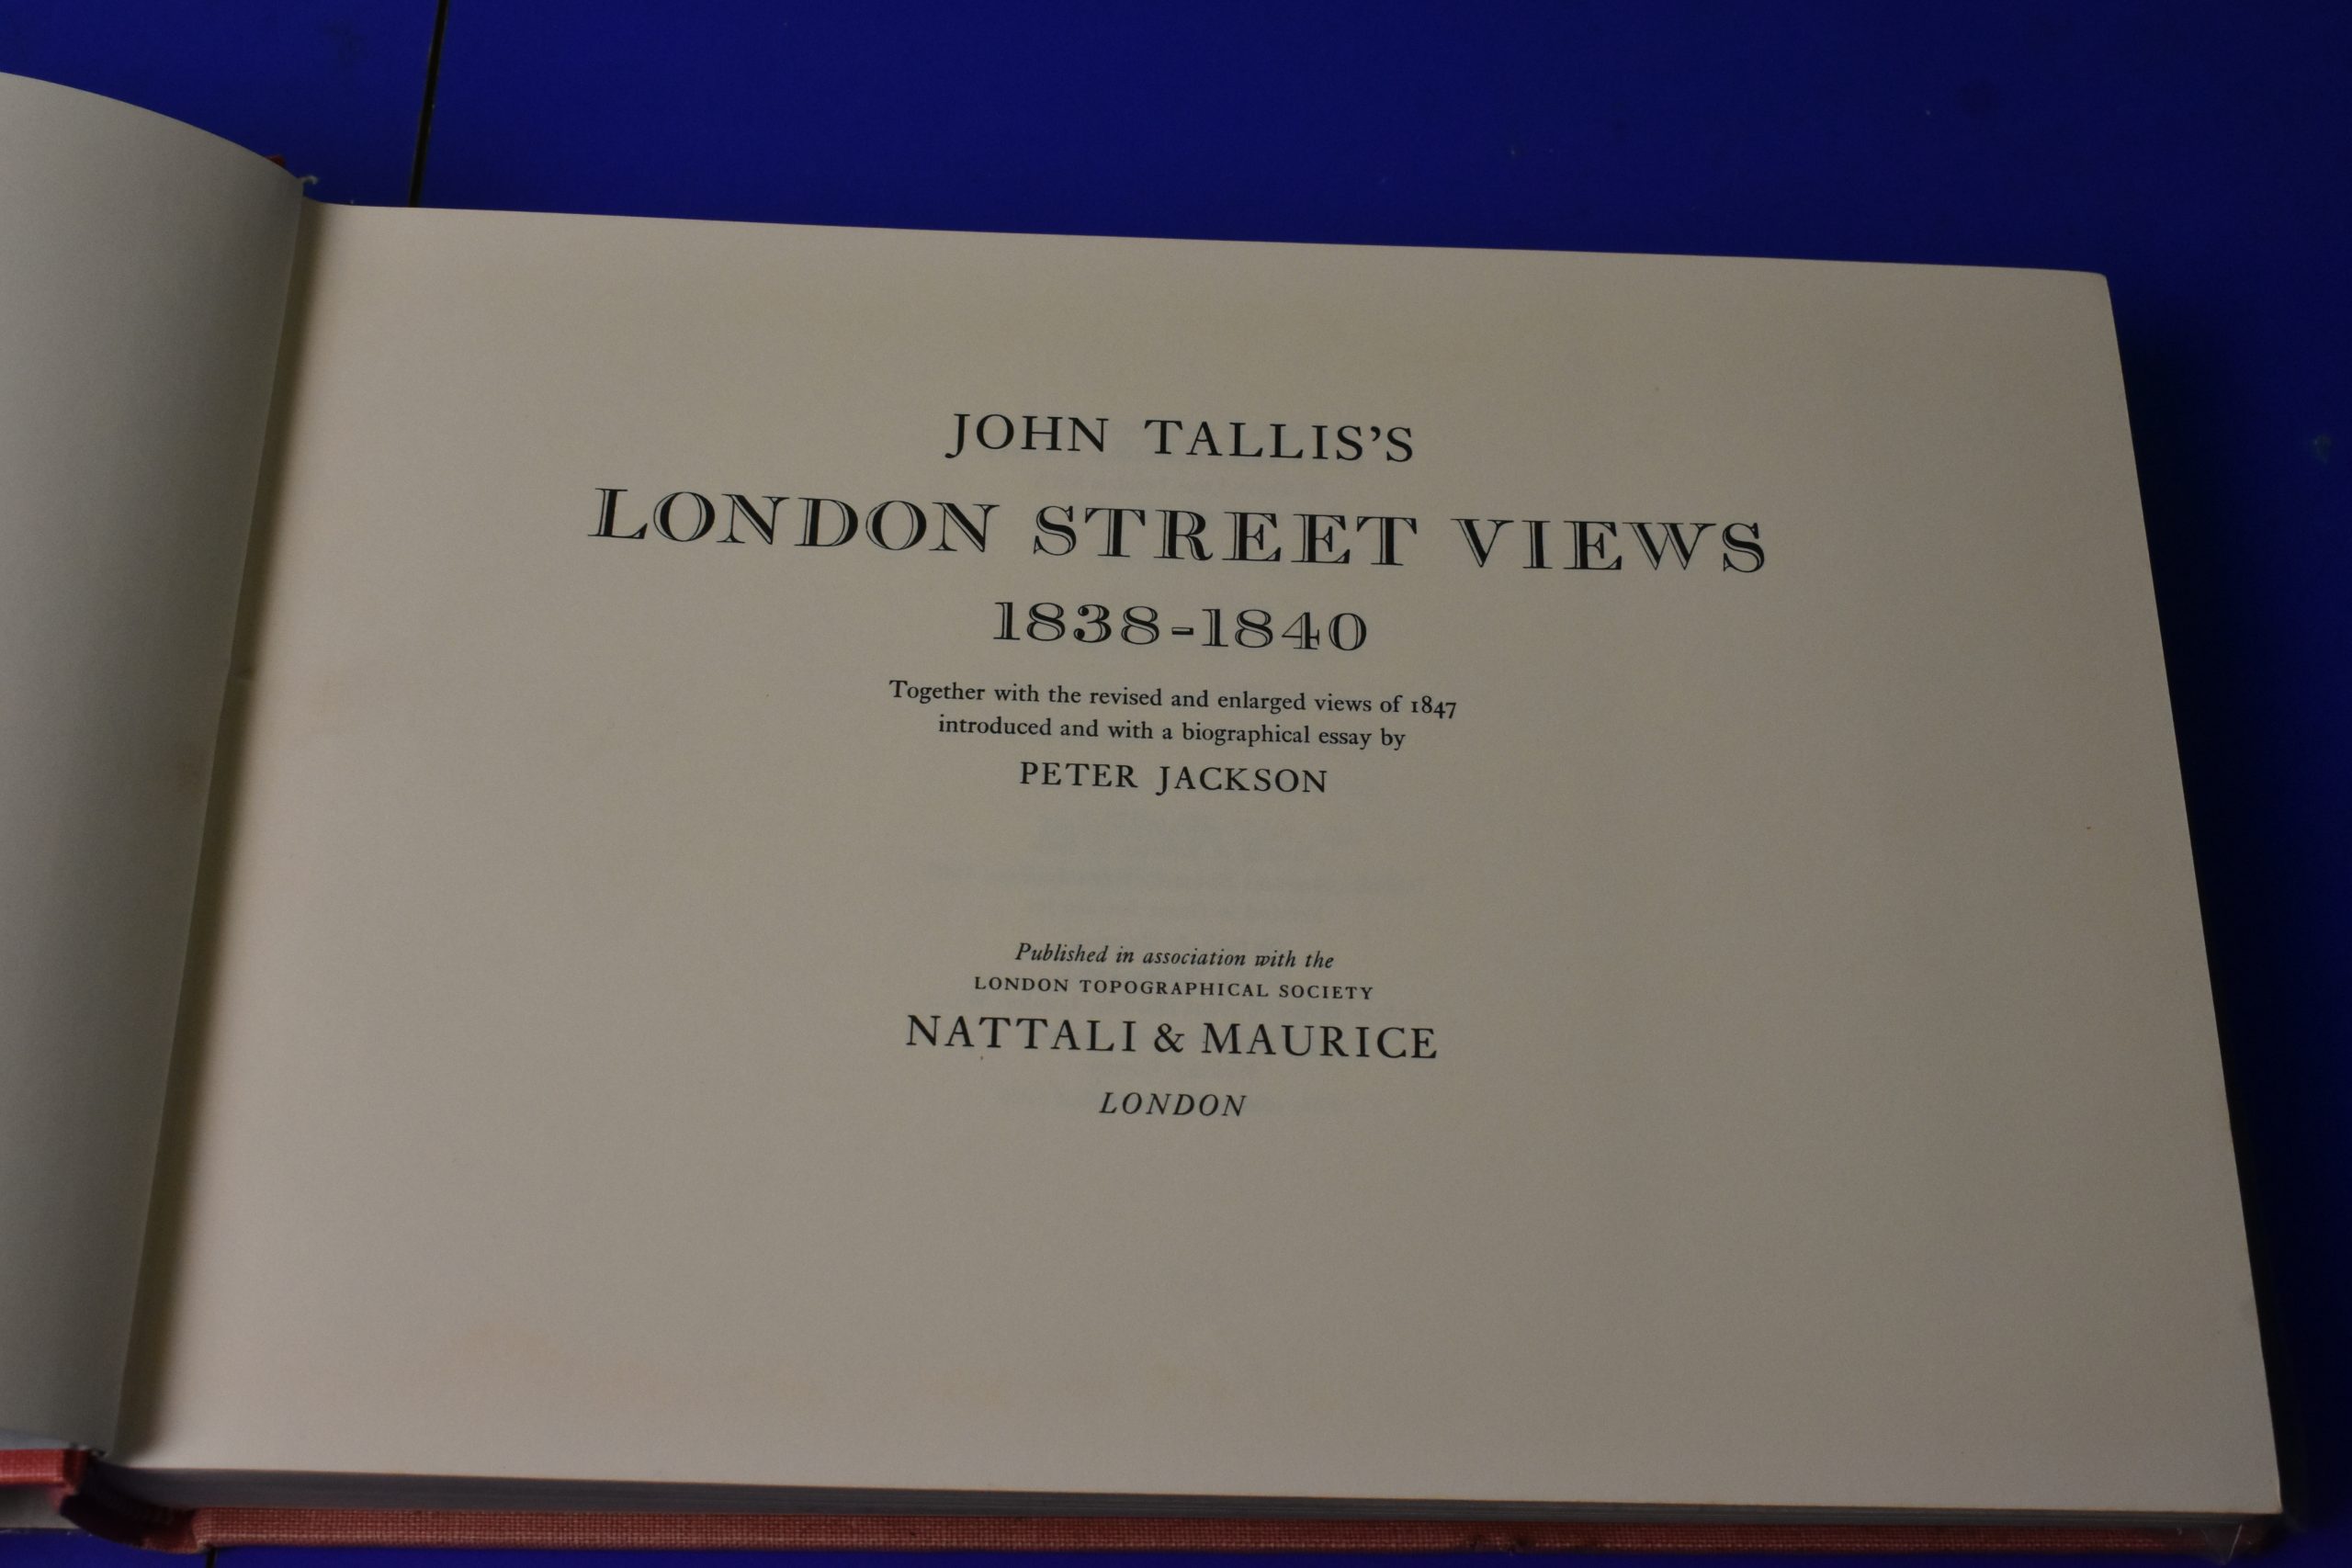 JOHN TALLIS’S
LONDON STREET VIEWS
1838-1840
Together with the revised and enlarged views of 1847
introduced and with a biographical essay by
PETER JACKSON
Published in association with the
LONDON TOPOGRAPHICAL SOCIETY
NATTALI & MAURICE
LONDON